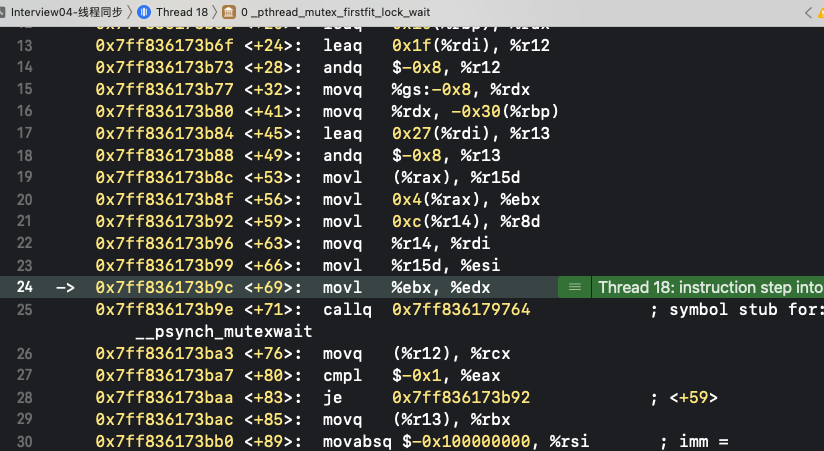 Interview04-线程同步 〉 Thread 18 〉 0 _pthread_mutex_firstfit_lock_wait
13 0x7ff836173b6f <+24>: leaq 0x1f(%rdi), %r12
14 0x7ff836173b73 <+28>: andq $-0x8, %r12
15 0x7ff836173b77 <+32>: movq %gs:-0x8, %rdx
16 0x7ff836173b80 <+41>: movq %rdx, -0x30(%rbp)
17 0x7ff836173b84 <+45>: leaq 0x27(%rdi), %r13
18 0x7ff836173b88 <+49>: andq $-0x8, %r13
19 0x7ff836173b8c <+53>: movl (%rax), %r15d
20 0x7ff836173b8f <+56>: movl 0x4(%rax), %ebx
21 0x7ff836173b92 <+59>: movl 0xc(%r14), %r8d
22 0x7ff836173b96 <+63>: movq %r14, %rdi
23 0x7ff836173b99 <+66>: movl %r15d, %esi
24 -> 0x7ff836173b9c <+69>: movl %ebx, %edx Thread 18: instruction step into
25 0x7ff836173b9e <+71>: callq 0x7ff836179764 ; symbol stub for:
__psynch_mutexwait
26 0x7ff836173ba3 <+76>: movq (%r12), %rcx
27 0x7ff836173ba7 <+80>: cmpl $-0x1, %eax
28 0x7ff836173baa <+83>: je 0x7ff836173b92 ; <+59>
29 0x7ff836173bac <+85>: movq (%r13), %rbx
30 0x7ff836173bb0 <+89>: movabsq $-0x100000000, %rsi ; imm =